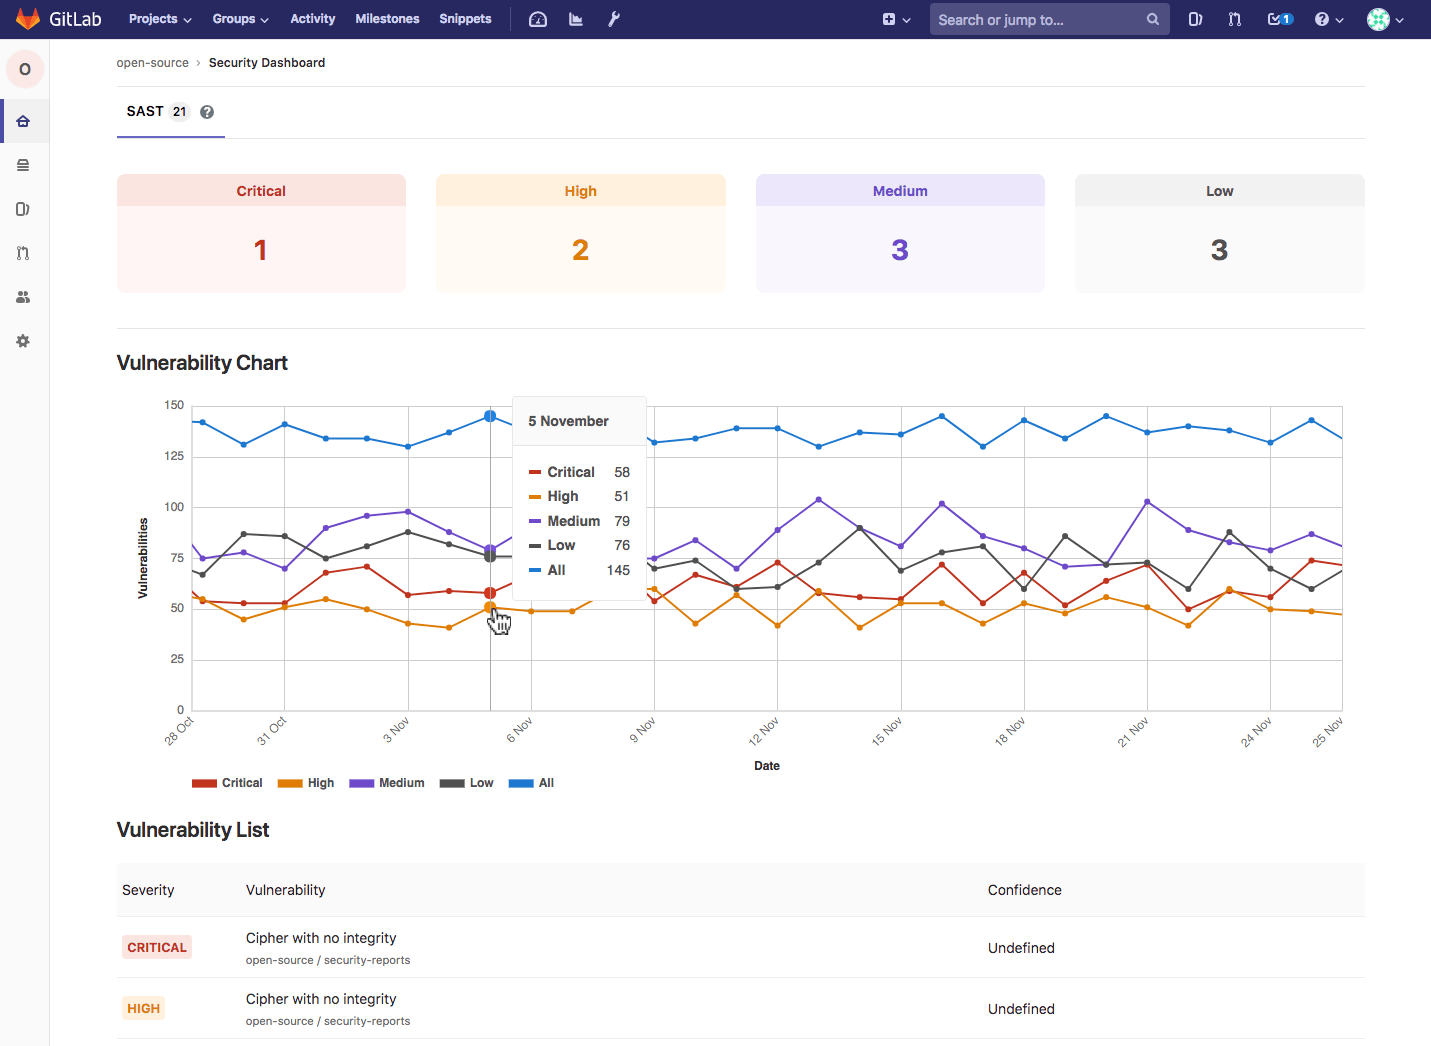 GitLab Projects Groups Activity Milestones Snippets Search or jump to... 1
O open-source › Security Dashboard
SAST 21 ?
Critical High Medium Low
1 2 3 3
Vulnerability Chart
150
125
100
75
50
25
0
Vulnerabilities
5 November
Critical 58
High 51
Medium 79
Low 76
All 145
28 Oct 31 Oct 3 Nov 6 Nov 9 Nov 12 Nov 15 Nov 18 Nov 21 Nov 24 Nov 25 Nov
Date
Critical High Medium Low All
Vulnerability List
Severity Vulnerability Confidence
CRITICAL Cipher with no integrity Undefined
open-source / security-reports
HIGH Cipher with no integrity Undefined
open-source / security-reports